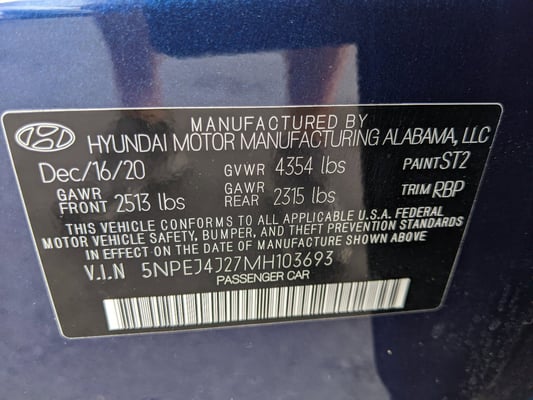 MANUFACTURED BY
HYUNDAI MOTOR MANUFACTURING ALABAMA, LLC
Dec/16/20 GVWR 4354 lbs PAINT ST2
GAWR FRONT 2513 lbs GAWR REAR 2315 lbs TRIM RBP
THIS VEHICLE CONFORMS TO ALL APPLICABLE U.S.A. FEDERAL
MOTOR VEHICLE SAFETY, BUMPER, AND THEFT PREVENTION STANDARDS
IN EFFECT ON THE DATE OF MANUFACTURE SHOWN ABOVE.
V.I.N 5NPEJ4J27MH103693
PASSENGER CAR